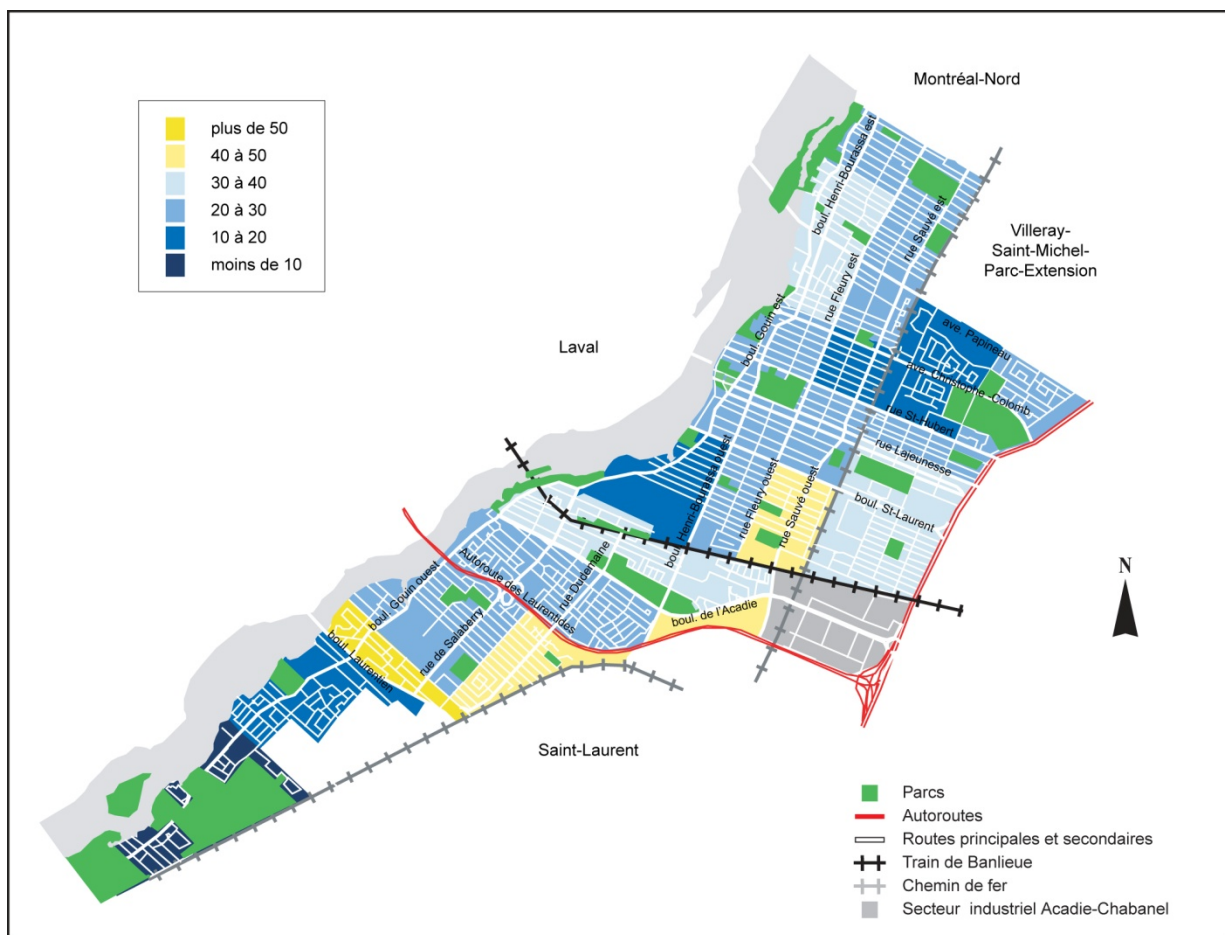 Montréal-Nord
plus de 50
40 à 50
30 à 40
20 à 30
10 à 20
moins de 10
boul. Henri-Bourassa est
rue Sauvé est
Villeray-
Saint-Michel-
Parc-Extension
rue Fleury est
boul. Gouin est
Laval
ave. Papineau
ave. Christophe-Colomb
rue St-Hubert
rue Lajeunesse
boul. Henri-Bourassa ouest
rue Fleury ouest
rue Sauvé ouest
boul. St-Laurent
boul. Gouin ouest
Autoroute des Laurentides
rue Dudemaine
boul. de l'Acadie
rue de Salaberry
boul. Laurentien
N
Saint-Laurent
Parcs
Autoroutes
Routes principales et secondaires
Train de Banlieue
Chemin de fer
Secteur industriel Acadie-Chabanel